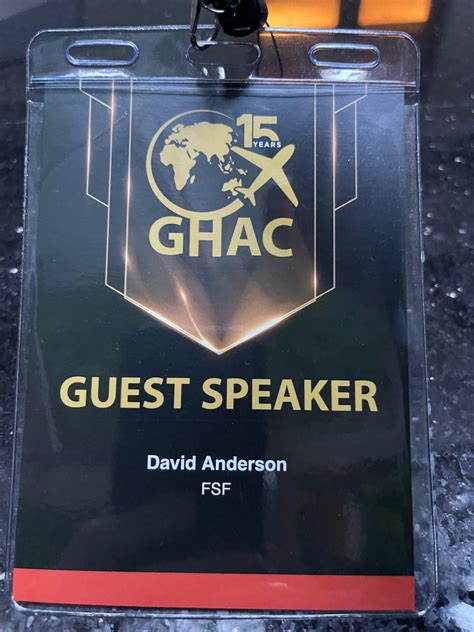 15
YEARS
GHAC
GUEST SPEAKER
David Anderson
FSF